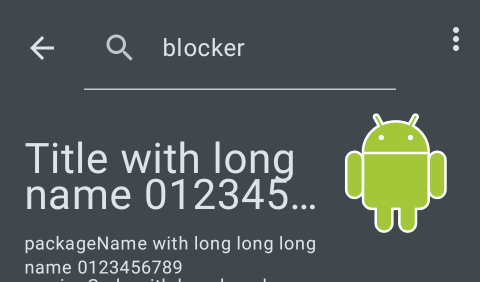 blocker
Title with long
name 012345…
packageName with long long long
name 0123456789